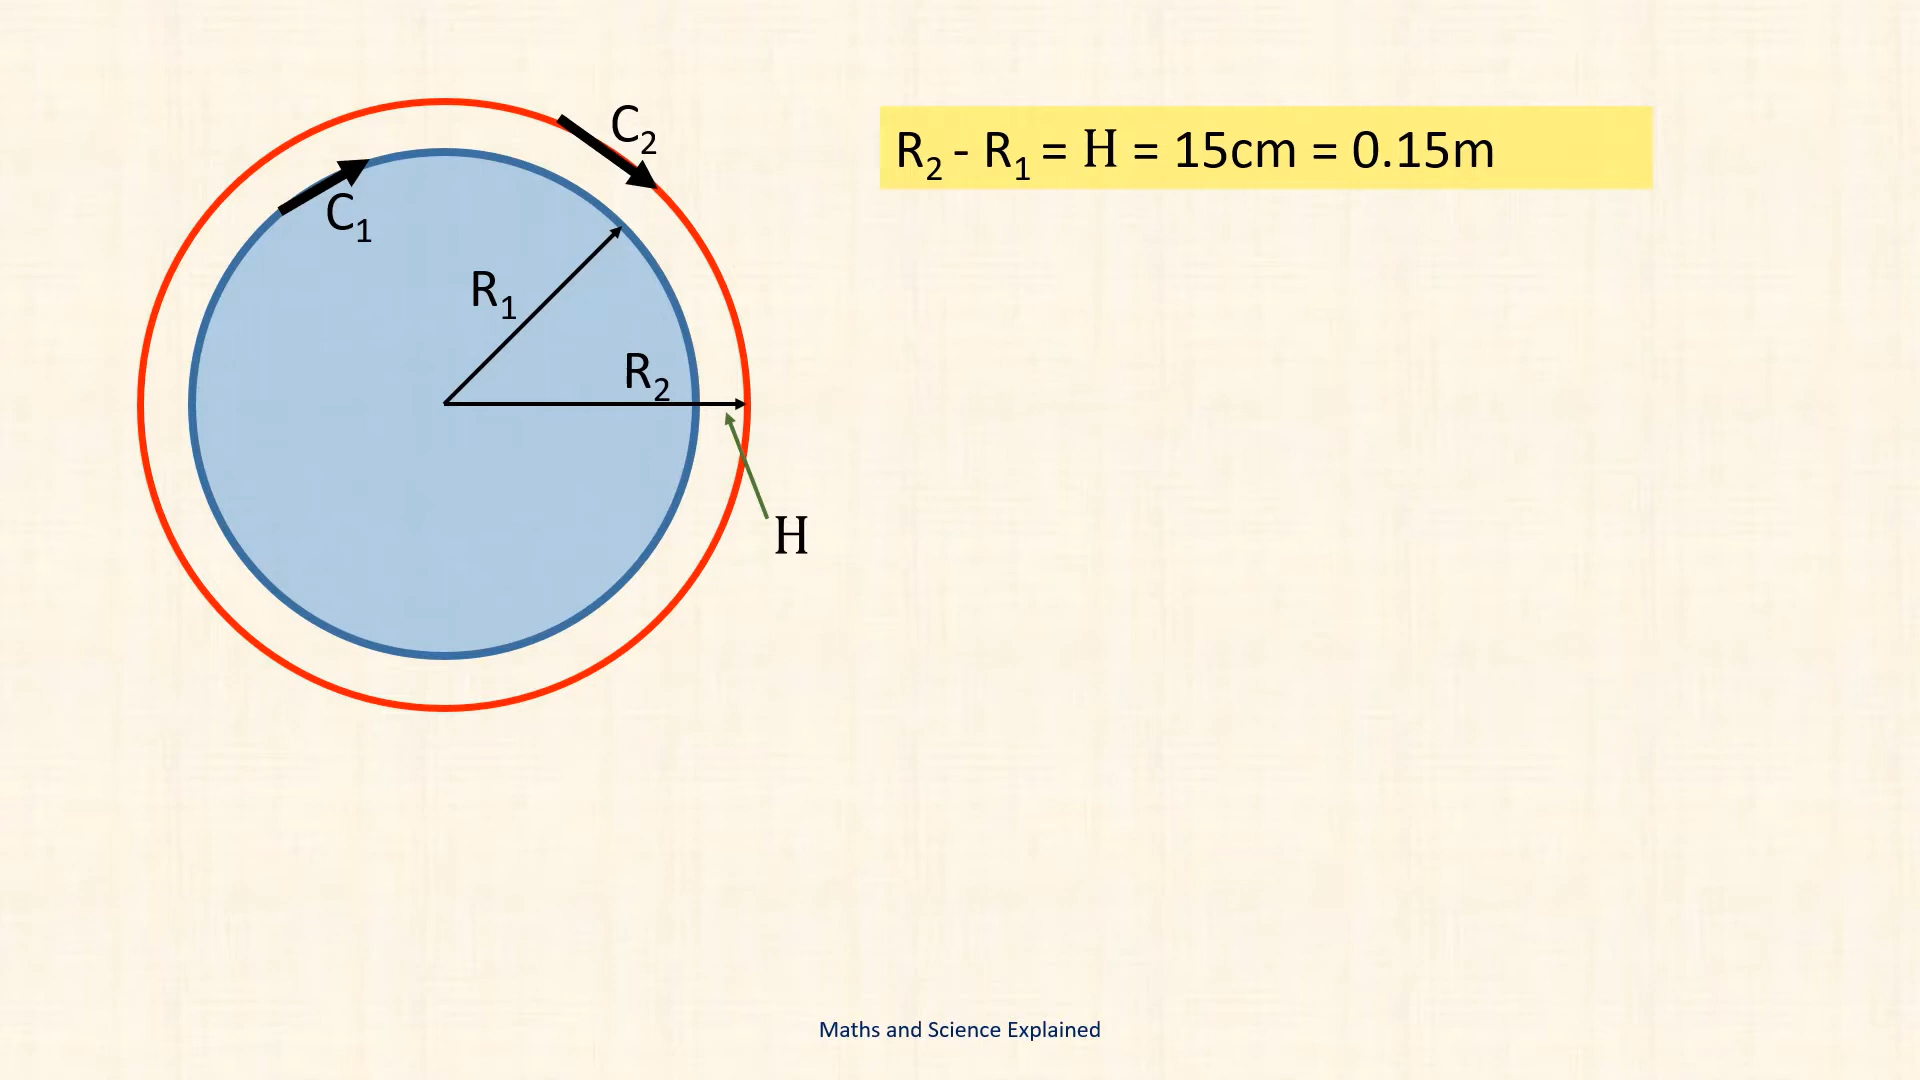 C₂
R₂ - R₁ = H = 15cm = 0.15m
C₁
R₁
R₂
H
Maths and Science Explained